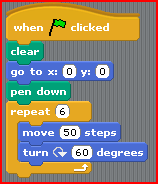 when clicked
clear
go to x: 0 y: 0
pen down
repeat 6
move 50 steps
turn 60 degrees